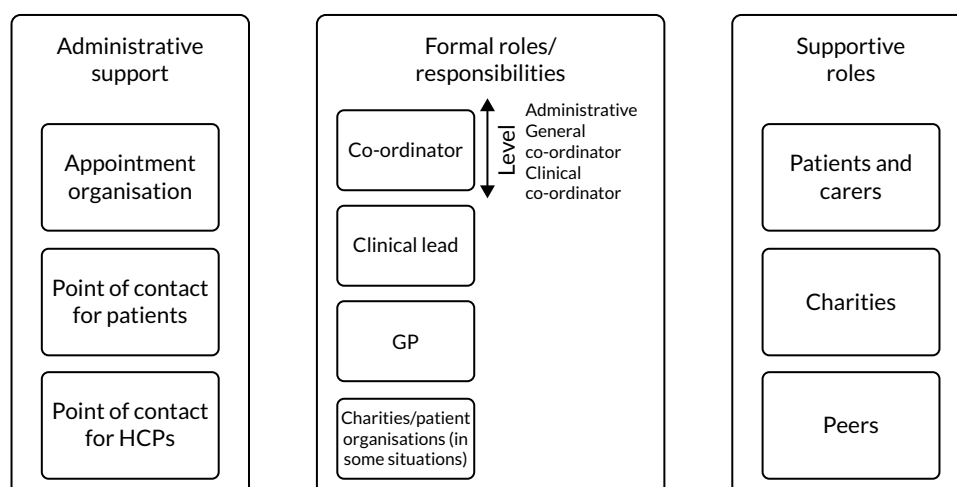 Administrative
support
Appointment
organisation
Point of contact
for patients
Point of contact
for HCPs
Formal roles/
responsibilities
Co-ordinator
Level
Administrative
General
co-ordinator
Clinical
co-ordinator
Clinical lead
GP
Charities/patient
organisations (in
some situations)
Supportive
roles
Patients and
carers
Charities
Peers